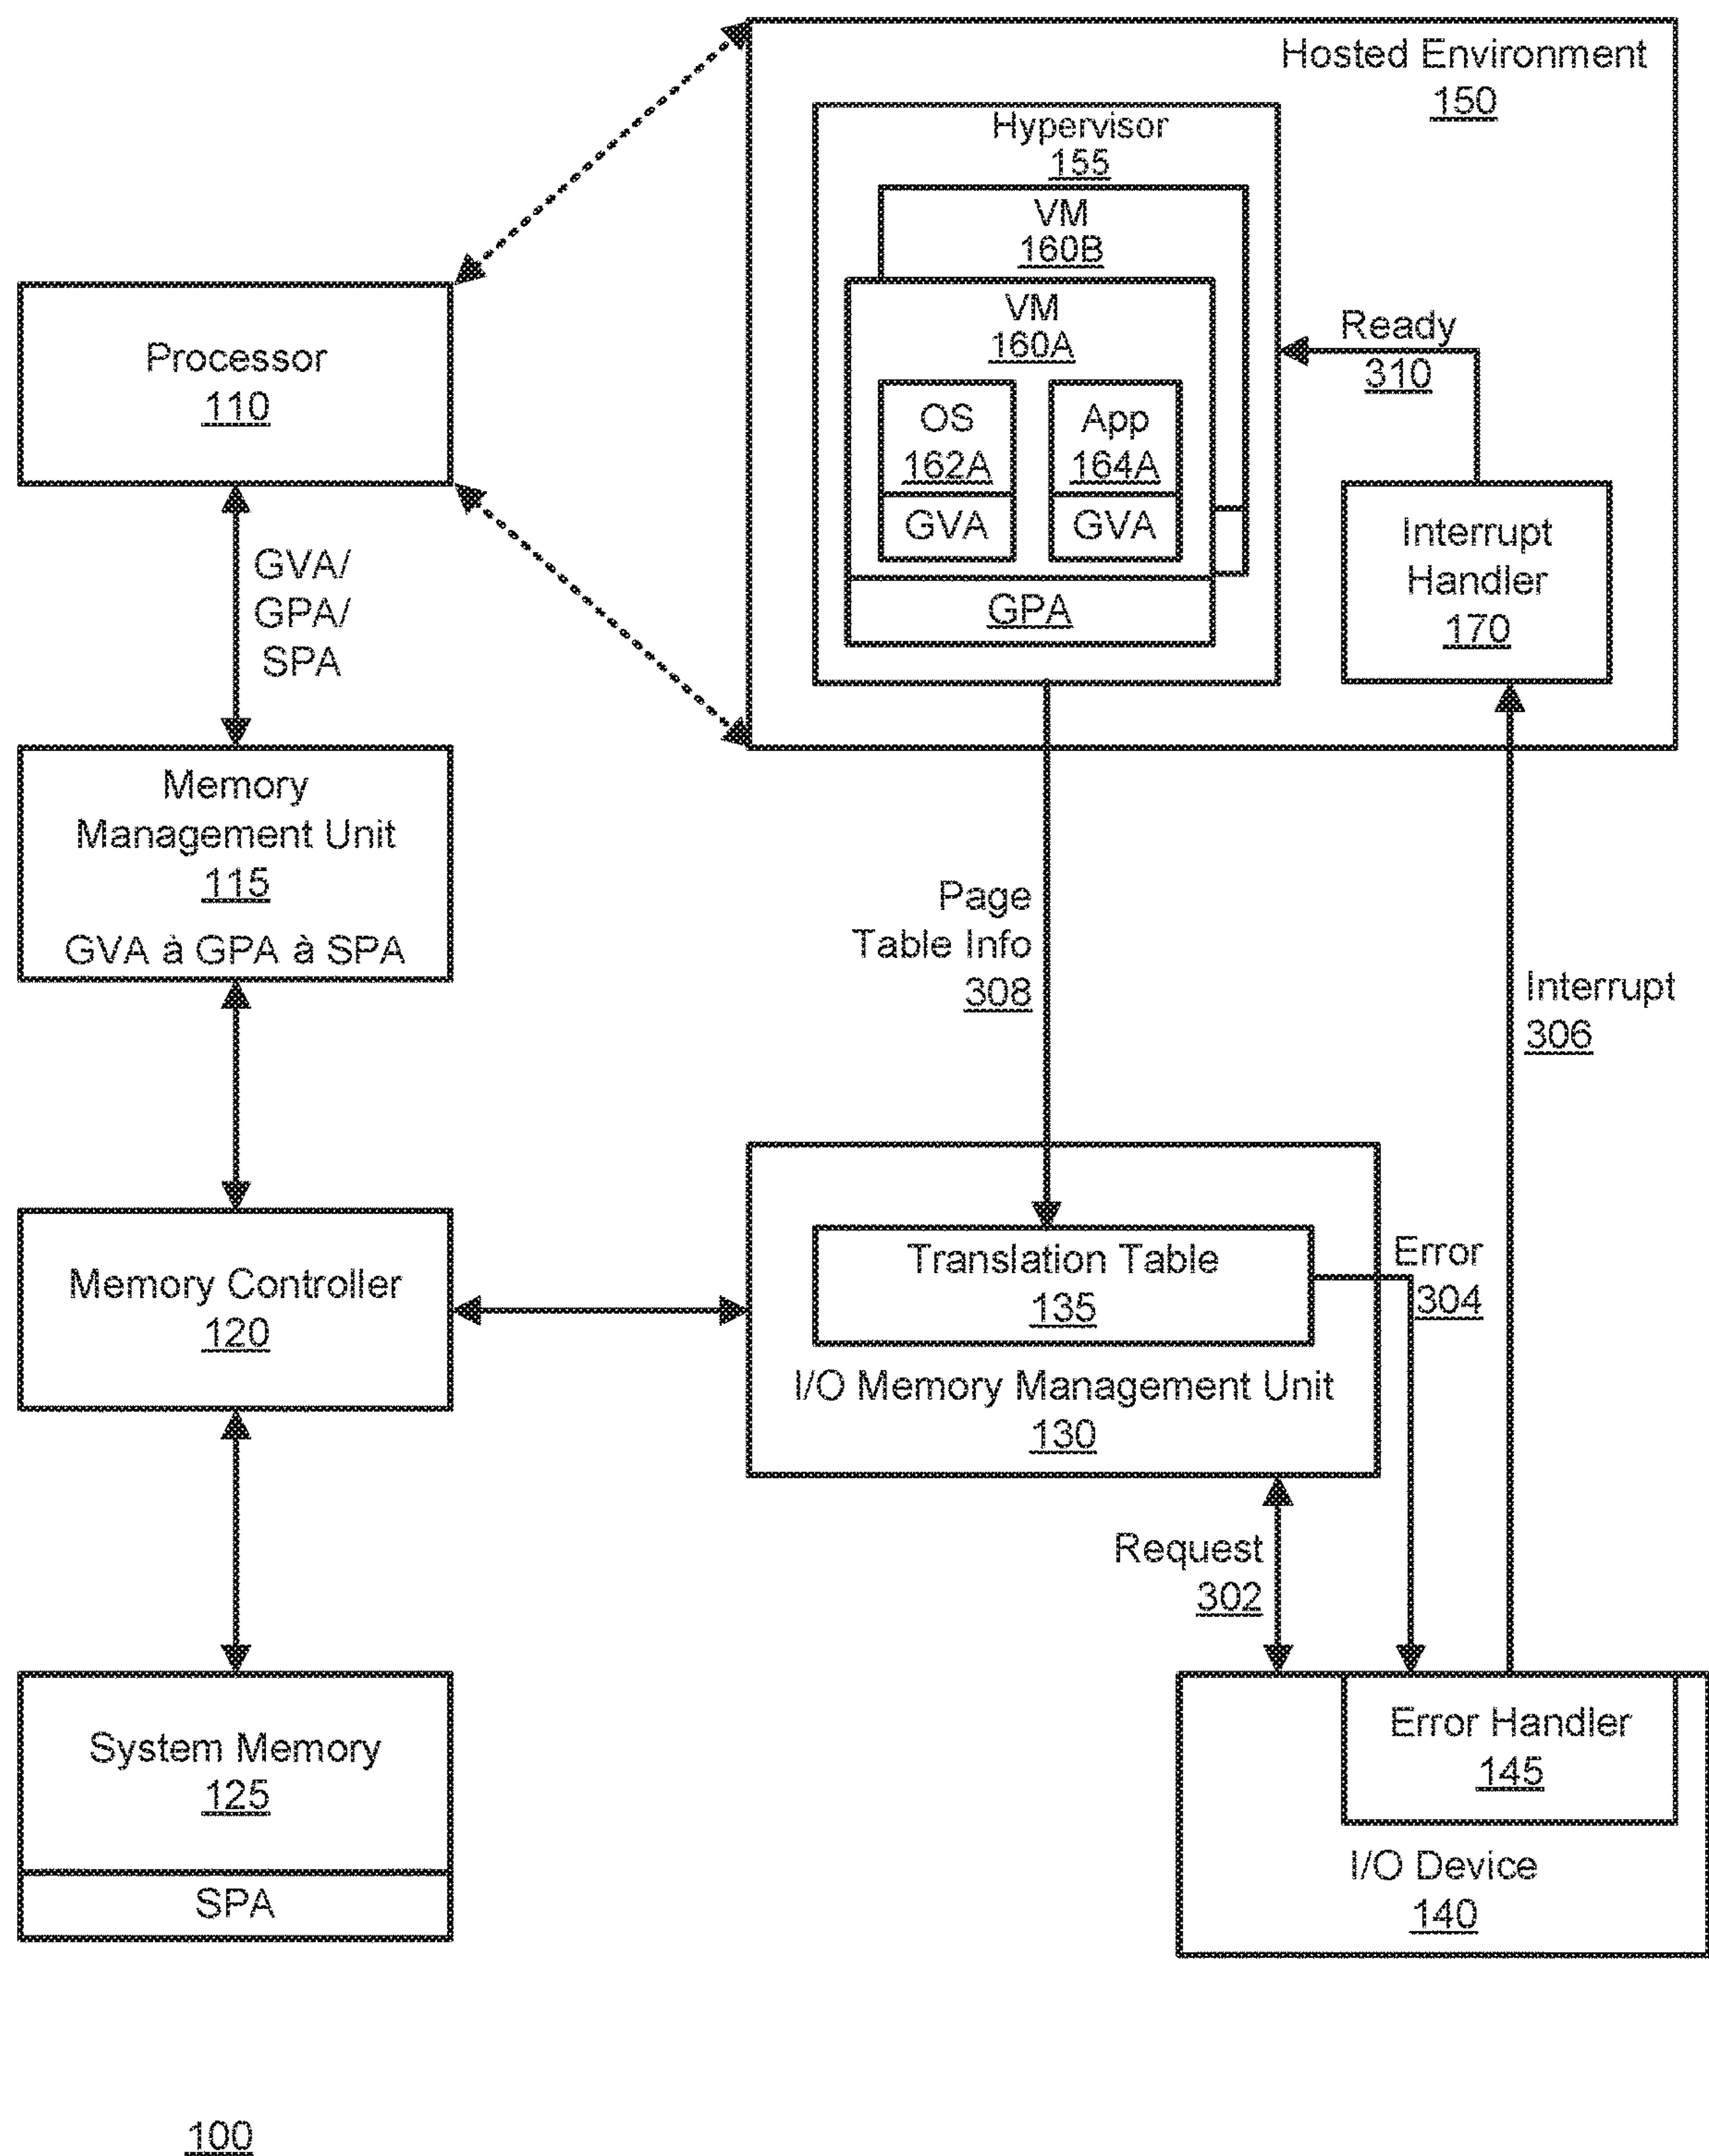 Hosted Environment
150
Hypervisor
155
VM
160B
VM
160A
OS
162A
GVA
App
164A
GVA
GPA
Ready
310
Interrupt
Handler
170
Processor
110
GVA/
GPA/
SPA
Memory
Management Unit
115
GVA à GPA à SPA
Page
Table Info
308
Interrupt
306
Memory Controller
120
Translation Table
135
I/O Memory Management Unit
130
Error
304
Request
302
System Memory
125
SPA
Error Handler
145
I/O Device
140
100